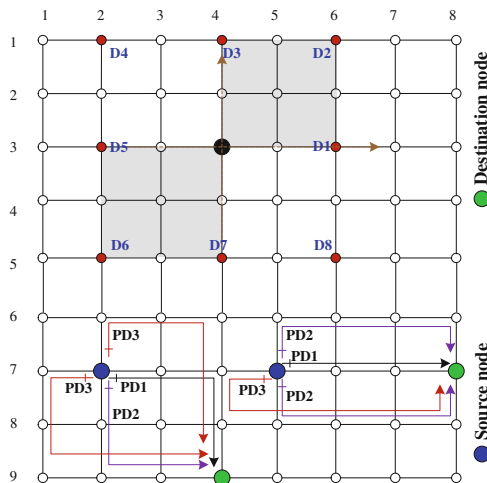 1 2 3 4 5 6 7 8
1
D4 D3 D2
2
3
D5 D1
4
D6 D7 D8
5
6
PD3 PD2
PD1
7
PD3 PD1 PD3 PD2
PD2
8
9
Destination node
Source node